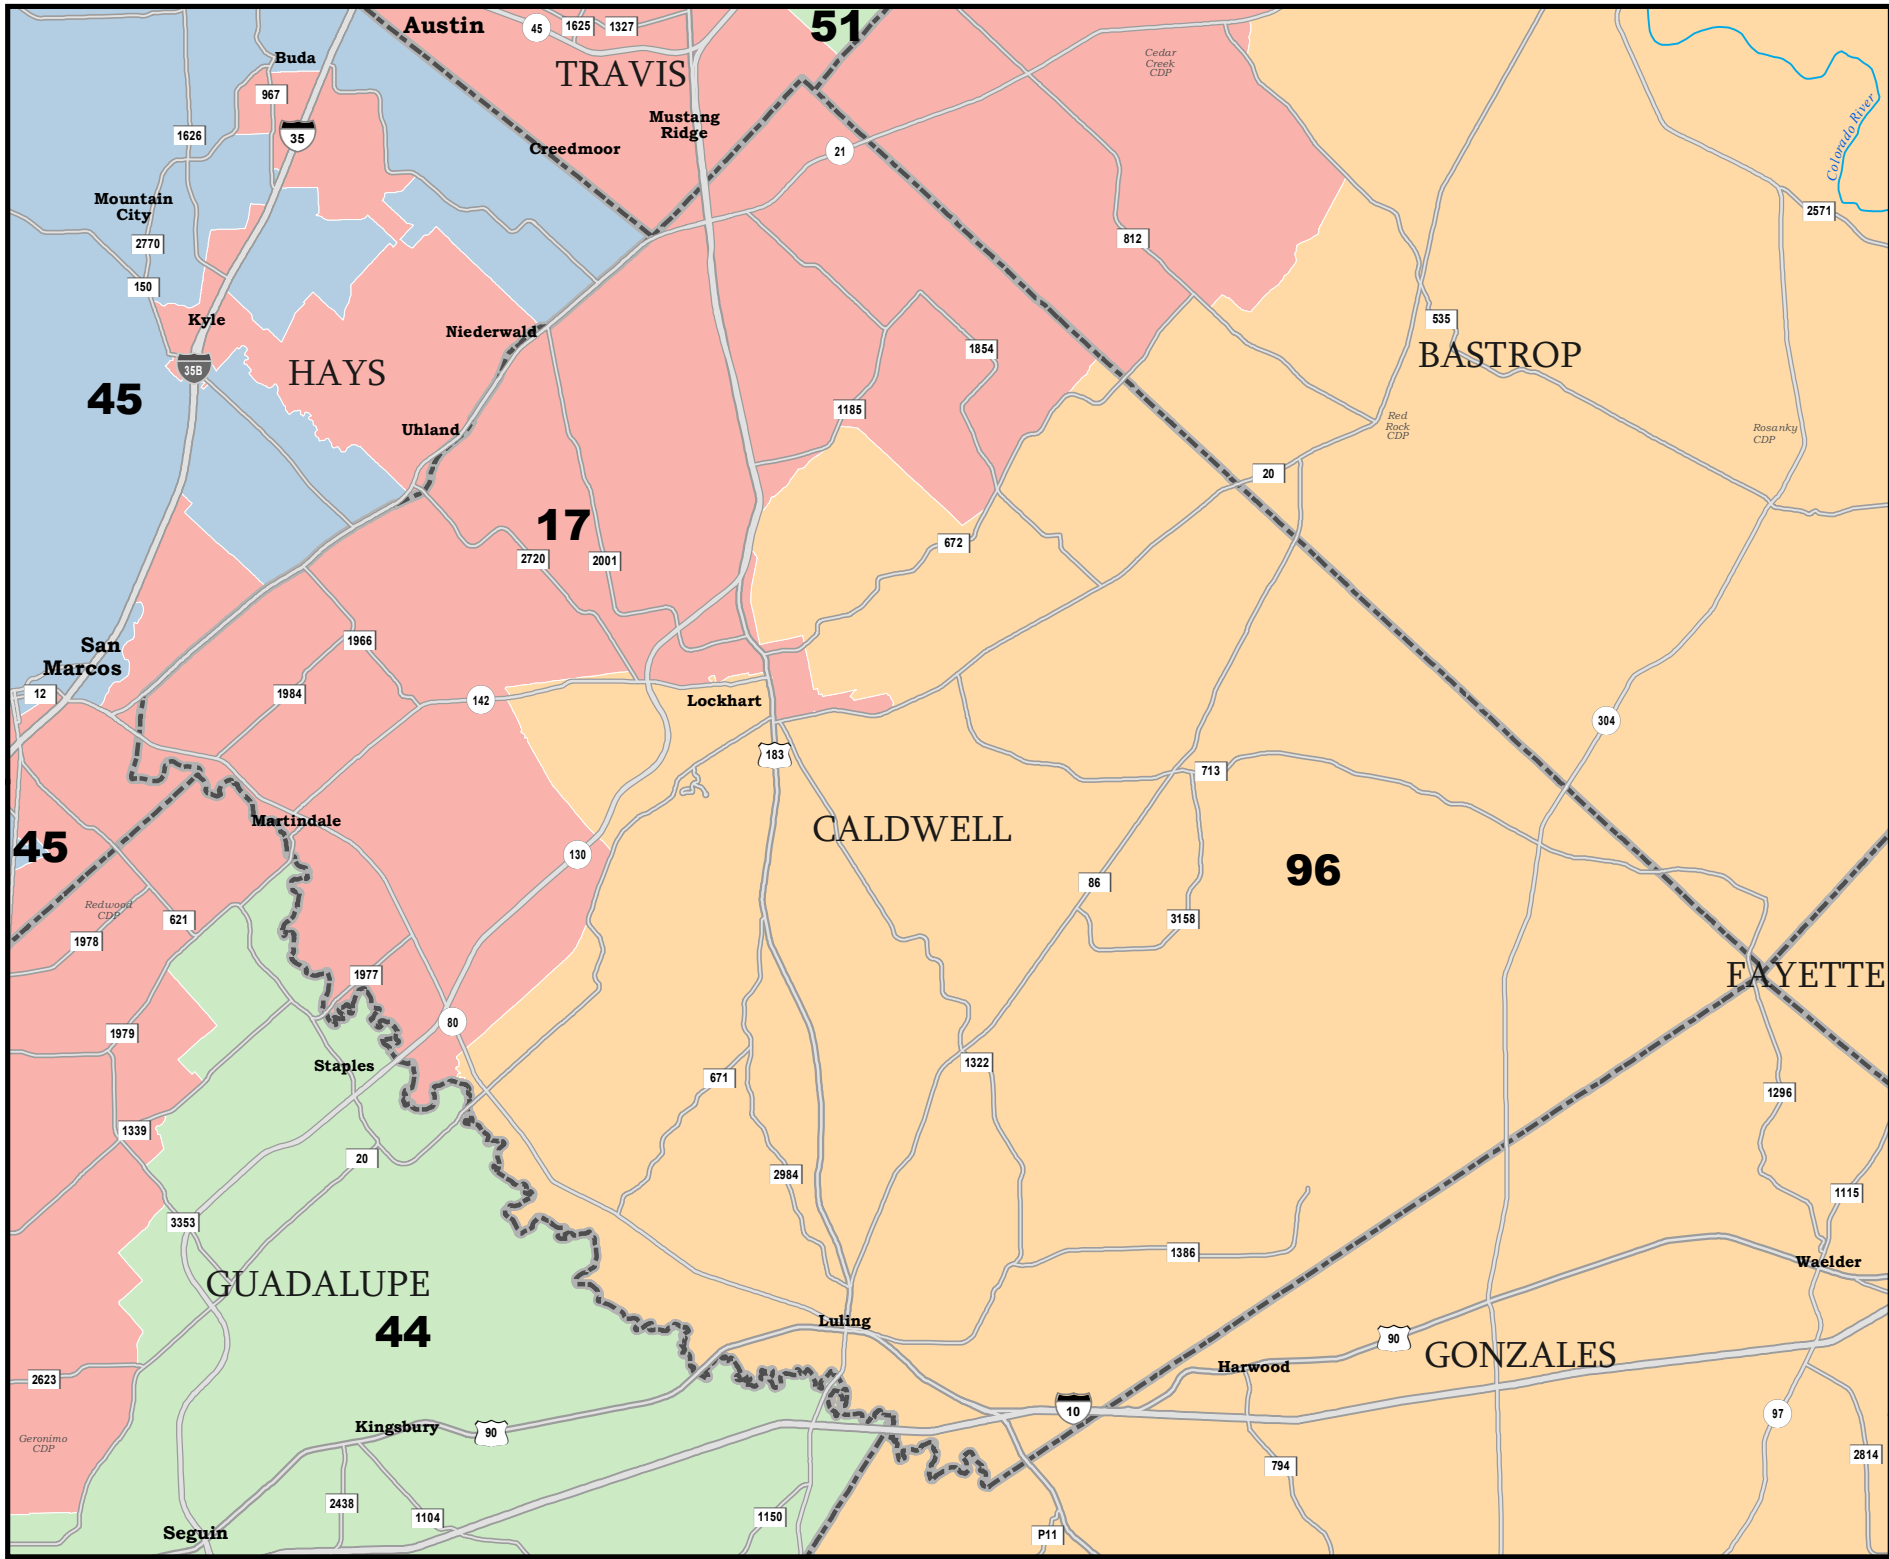 Austin
45
1625
1327
51
TRAVIS
Buda
967
35
1626
Mustang
Ridge
Creedmoor
21
Cedar
Creek
CDP
Colorado River
2571
Mountain
City
2770
150
812
Kyle
35B
Niederwald
HAYS
45
1854
535
BASTROP
1185
Red
Rock
CDP
Rosanky
CDP
Uhland
20
17
2720
2001
672
San
Marcos
12
1966
1984
142
Lockhart
183
304
713
CALDWELL
Martindale
45
130
86
96
3158
Redwood
CDP
621
1978
1977
FAYETTE
1979
80
Staples
671
1322
1296
1339
20
2984
1115
3353
1386
Waelder
GUADALUPE
44
Luling
90
GONZALES
Harwood
2623
10
97
Kingsbury
90
Geronimo
CDP
794
2814
2438
1104
1150
P11
Seguin